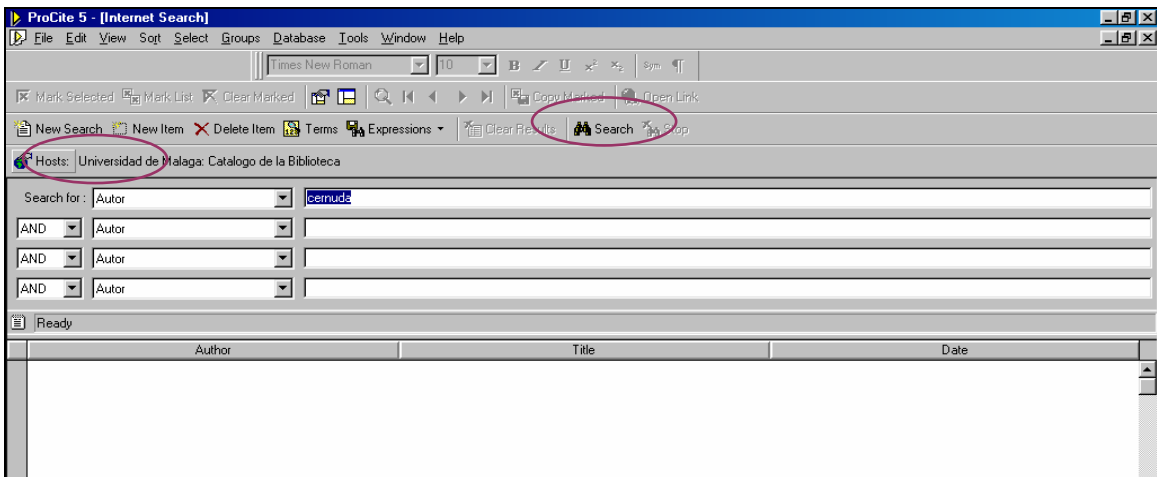 ProCite 5 - [Internet Search]
File Edit View Sort Select Groups Database Tools Window Help
Times New Roman 10 B I U x² x₂ Sym ¶
Mark Selected Mark List Clear Marked Copy Marked Open Link
New Search New Item Delete Item Terms Expressions Clear Results Search Stop
Hosts: Universidad de Malaga: Catalogo de la Biblioteca
Search for : Autor cernuda
AND Autor
AND Autor
AND Autor
Ready
Author Title Date